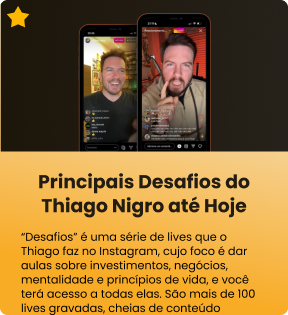 Principais Desafios do
Thiago Nigro até Hoje
“Desafios” é uma série de lives que o
Thiago faz no Instagram, cujo foco é dar
aulas sobre investimentos, negócios,
mentalidade e princípios de vida, e você
terá acesso a todas elas. São mais de 100
lives gravadas, cheias de conteúdo